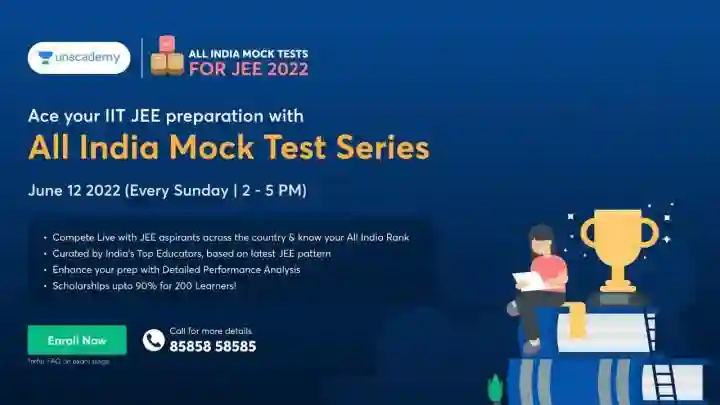 unacademy
ALL INDIA MOCK TESTS
FOR JEE 2022
Ace your IIT JEE preparation with
All India Mock Test Series
June 12 2022 (Every Sunday | 2 - 5 PM)
• Compete Live with JEE aspirants across the country & know your All India Rank
• Curated by India's Top Educators, based on latest JEE pattern
• Enhance your prep with Detailed Performance Analysis
• Scholarships upto 90% for 200 Learners!
Enroll Now
Call for more details
85858 58585
FAQ on exam page